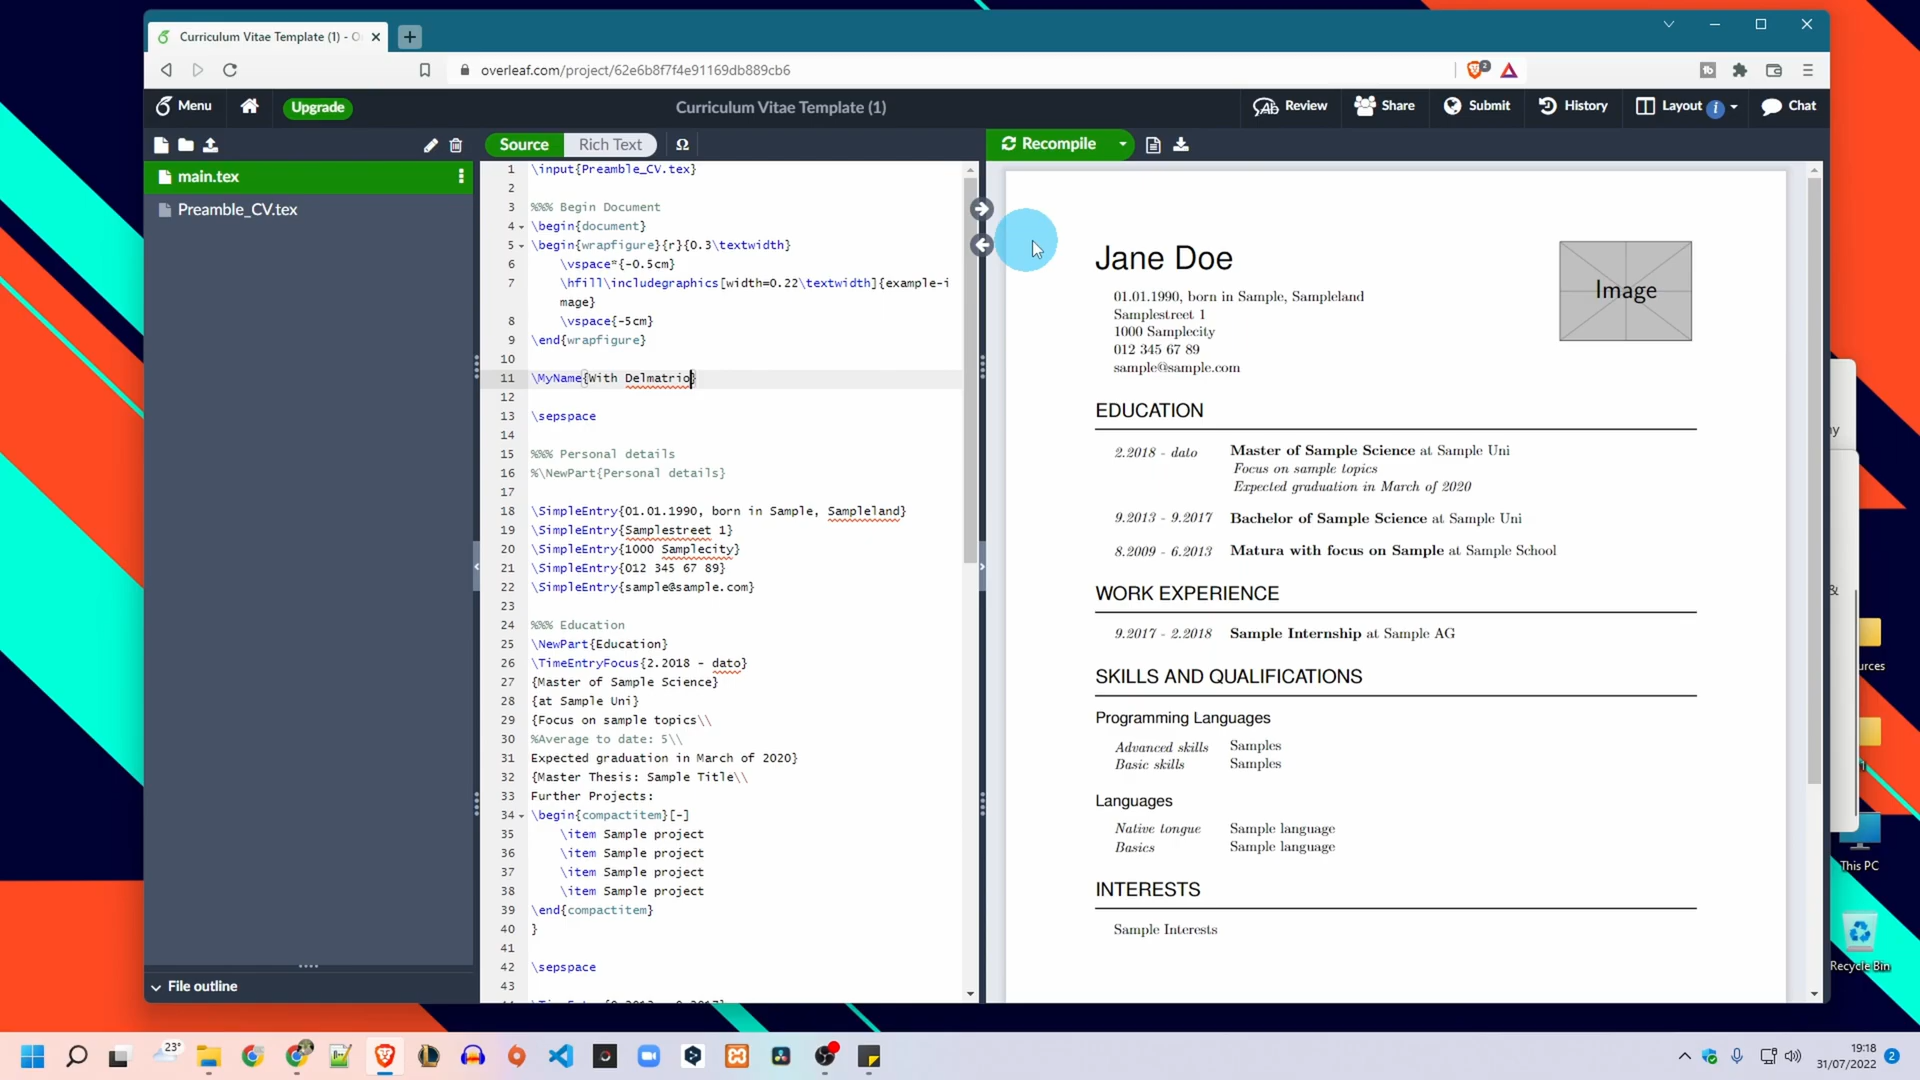 Curriculum Vitae Template (1) - O
overleaf.com/project/62e6b8f7f4e91169db889cb6
2
Menu
Upgrade
Curriculum Vitae Template (1)
Review
Share
Submit
History
Layout
Chat
Source
Rich Text
Ω
Recompile
main.tex
Preamble_CV.tex
File outline
1 \input{Preamble_CV.tex}
2
3 %%% Begin Document
4 \begin{document}
5 \begin{wrapfigure}{r}{0.3\textwidth}
6 \vspace*{-0.5cm}
7 \hfill\includegraphics[width=0.22\textwidth]{example-i
mage}
8 \vspace{-5cm}
9 \end{wrapfigure}
10
11 \MyName{With Delmatrio}
12
13 \sepspace
14
15 %%% Personal details
16 %\NewPart{Personal details}
17
18 \SimpleEntry{01.01.1990, born in Sample, Sampleland}
19 \SimpleEntry{Samplestreet 1}
20 \SimpleEntry{1000 Samplecity}
21 \SimpleEntry{012 345 67 89}
22 \SimpleEntry{sample@sample.com}
23
24 %%% Education
25 \NewPart{Education}
26 \TimeEntryFocus{2.2018 - dato}
27 {Master of Sample Science}
28 {at Sample Uni}
29 {Focus on sample topics\\
30 %Average to date: 5\\
31 Expected graduation in March of 2020}
32 {Master Thesis: Sample Title\\
33 Further Projects:
34 \begin{compactitem}[-]
35 \item Sample project
36 \item Sample project
37 \item Sample project
38 \item Sample project
39 \end{compactitem}
40 }
41
42 \sepspace
43
Jane Doe
01.01.1990, born in Sample, Sampleland
Samplestreet 1
1000 Samplecity
012 345 67 89
sample@sample.com
Image
EDUCATION
2.2018 - dato Master of Sample Science at Sample Uni
Focus on sample topics
Expected graduation in March of 2020
9.2013 - 9.2017 Bachelor of Sample Science at Sample Uni
8.2009 - 6.2013 Matura with focus on Sample at Sample School
WORK EXPERIENCE
9.2017 - 2.2018 Sample Internship at Sample AG
SKILLS AND QUALIFICATIONS
Programming Languages
Advanced skills Samples
Basic skills Samples
Languages
Native tongue Sample language
Basics Sample language
INTERESTS
Sample Interests
This PC
Recycle Bin
23°
19:18
31/07/2022
2